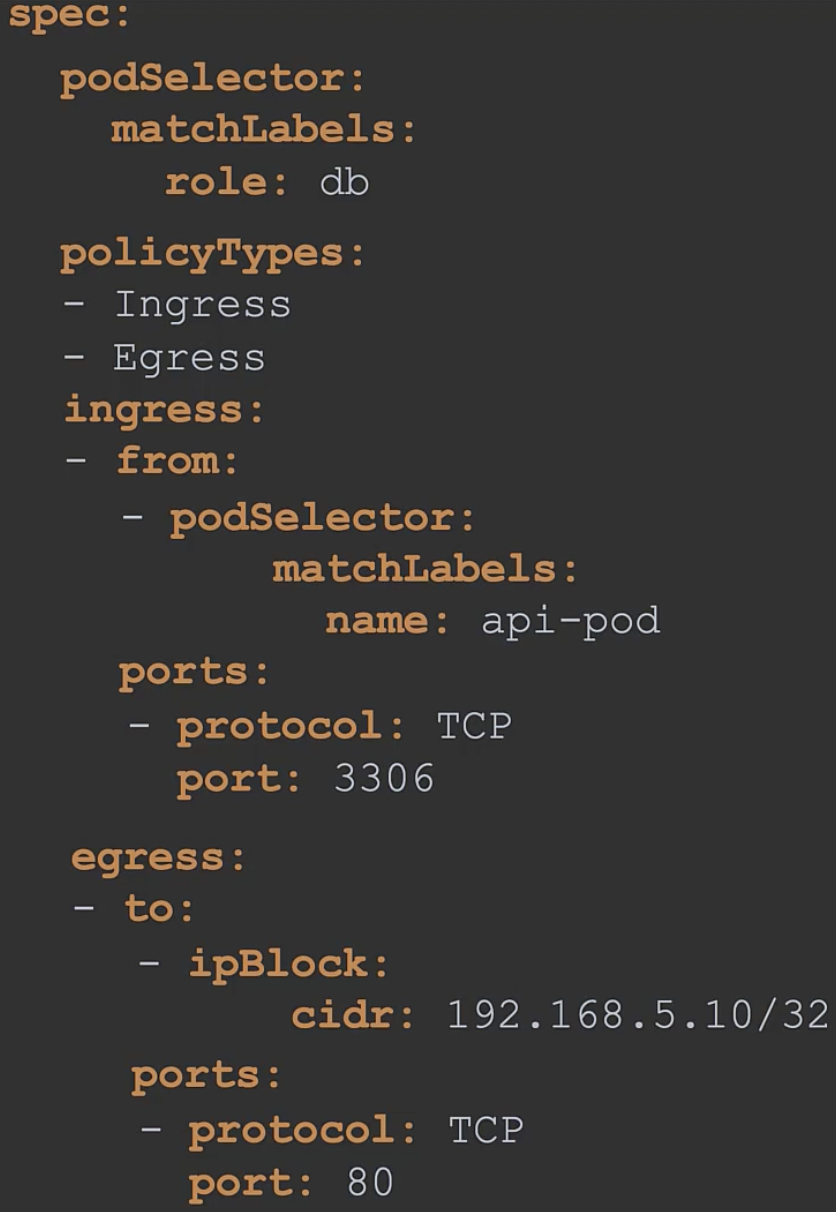 spec:
  podSelector:
    matchLabels:
      role: db
  policyTypes:
  - Ingress
  - Egress
  ingress:
  - from:
    - podSelector:
        matchLabels:
          name: api-pod
    ports:
    - protocol: TCP
      port: 3306
  egress:
  - to:
    - ipBlock:
        cidr: 192.168.5.10/32
    ports:
    - protocol: TCP
      port: 80